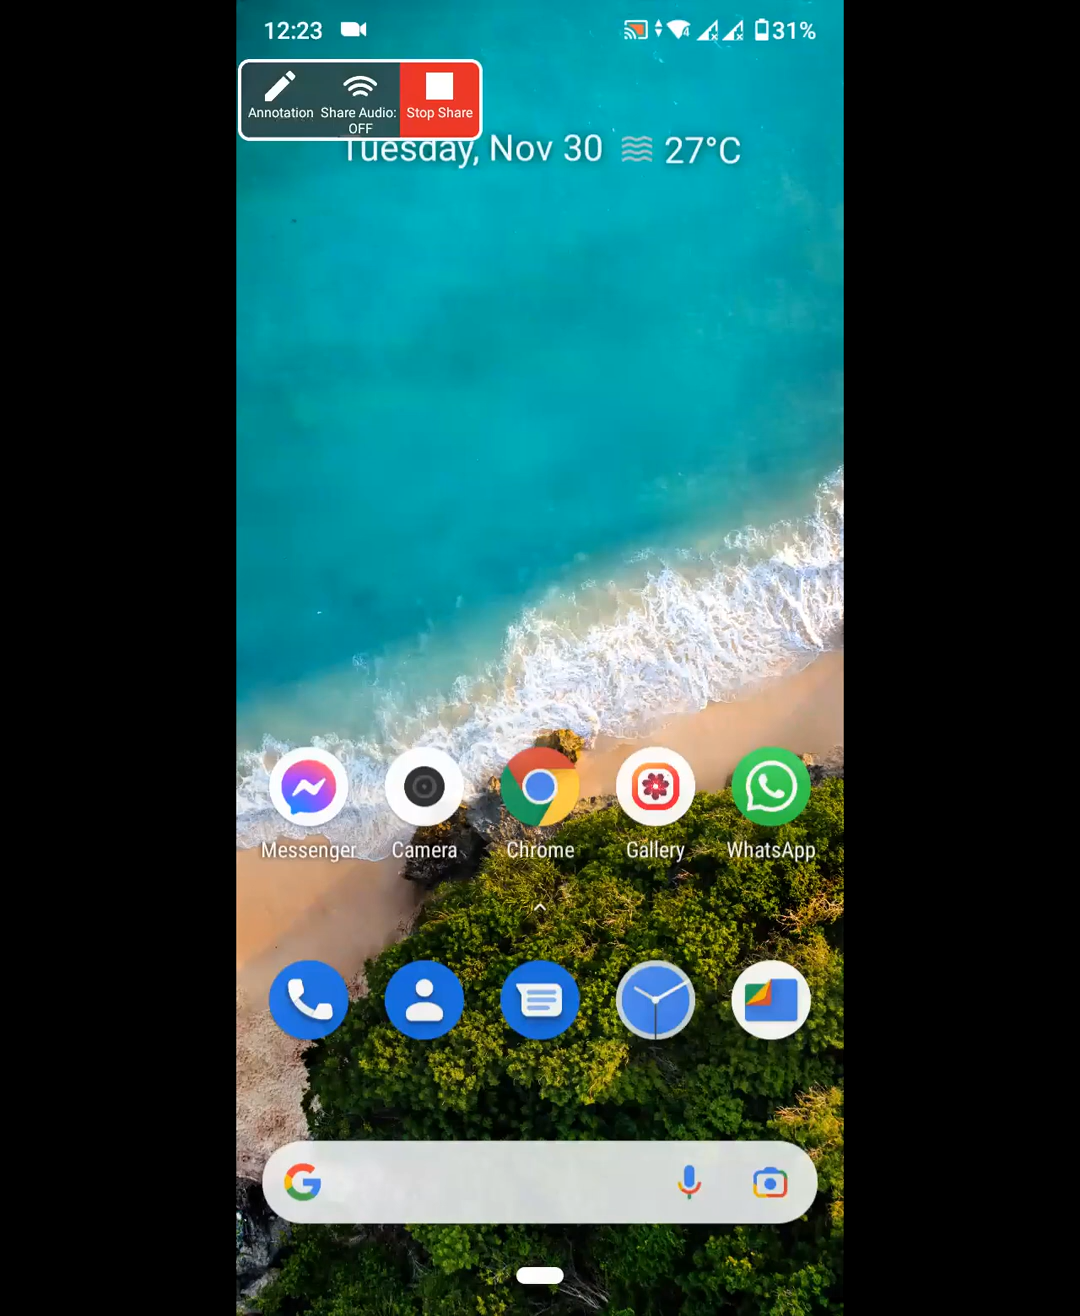 12:23 31%
Annotation Share Audio: OFF Stop Share
Tuesday, Nov 30 27°C
Messenger Camera Chrome Gallery WhatsApp